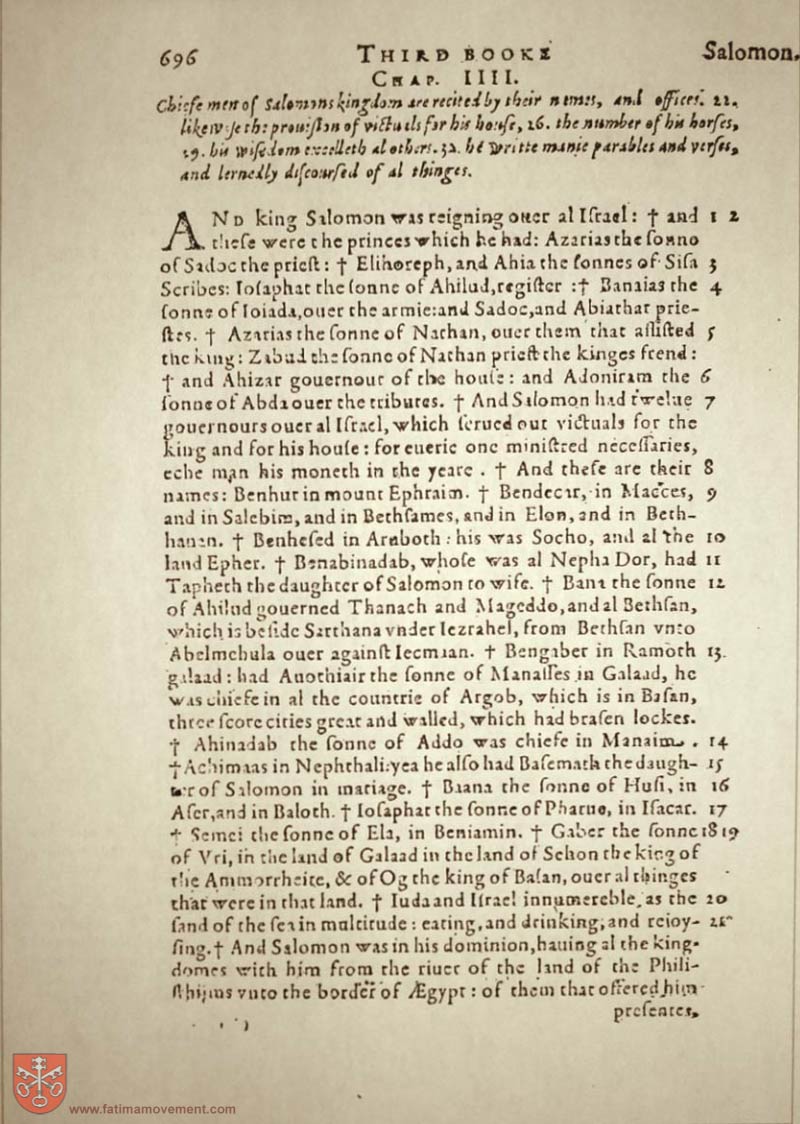 696 THIRD BOOKE Salomon.
CHAP. IIII.
Chiefe men of Salomons kingdom are recited by their names, and offices. 22.
likewise the prouision of victuals for his house, 26. the number of his horses,
29. his wisedom excelleth al others. 32. he writte manie parables and verses,
and lernedly discoursed of al thinges.
AND king Salomon was reigning ouer al Israel: † and 1 2
these were the princes which he had: Azarias the sonne
of Sadoc the priest: † Elihoreph, and Ahia the sonnes of Sisa 3
Scribes: Iosaphat the sonne of Ahilud, register: † Banaias the 4
sonne of Ioiada, ouer the armie: and Sadoc, and Abiathar prie-
stes. † Azarias the sonne of Nathan, ouer them that assisted 5
the king: Zabud the sonne of Nathan priest the kinges frend:
† and Ahizar gouernour of the house: and Adoniram the 6
sonne of Abda ouer the tributes. † And Salomon had twelue 7
gouernours ouer al Israel, which serued out victuals for the
king and for his house: for euerie one ministred necessaries,
eche man his moneth in the yeare. † And these are their 8
names: Benhur in mount Ephraim. † Bendecar, in Macces, 9
and in Salebim, and in Bethsames, and in Elon, and in Beth-
hanan. † Benhesed in Araboth: his was Socho, and al the 10
land Epher. † Benabinadab, whose was al Nepha Dor, had 11
Tapheth the daughter of Salomon to wife. † Bana the sonne 12
of Ahilud gouerned Thanach and Mageddo, and al Bethsan,
which is beside Sarthana vnder Iezrahel, from Bethsan vnto
Abelmehula ouer against Iecmaan. † Bengaber in Ramoth 13
galaad: had Auothiair the sonne of Manasses in Galaad, he
was chiefe in al the countrie of Argob, which is in Basan,
three score cities great and walled, which had brasen lockes.
† Ahinadab the sonne of Addo was chiefe in Manaim. 14
† Achimaas in Nephthali: yea he also had Basemath the daugh- 15
ter of Salomon in mariage. † Baana the sonne of Husi, in 16
Aser, and in Baloth. † Iosaphat the sonne of Pharue, in Isacar. 17
† Semei the sonne of Ela, in Beniamin. † Gaber the sonne 18 19
of Vri, in the land of Galaad in the land of Sehon the king of
the Ammorrheite, & of Og the king of Basan, ouer al thinges
that were in that land. † Iuda and Israel innumerable, as the 20
sand of the sea in multitude: eating, and drinking, and reioy- 21
sing. † And Salomon was in his dominion, hauing al the king-
domes with him from the riuer of the land of the Phili-
sthijms vnto the border of Ægypt: of them that offered him
presentes,
www.fatimamovement.com